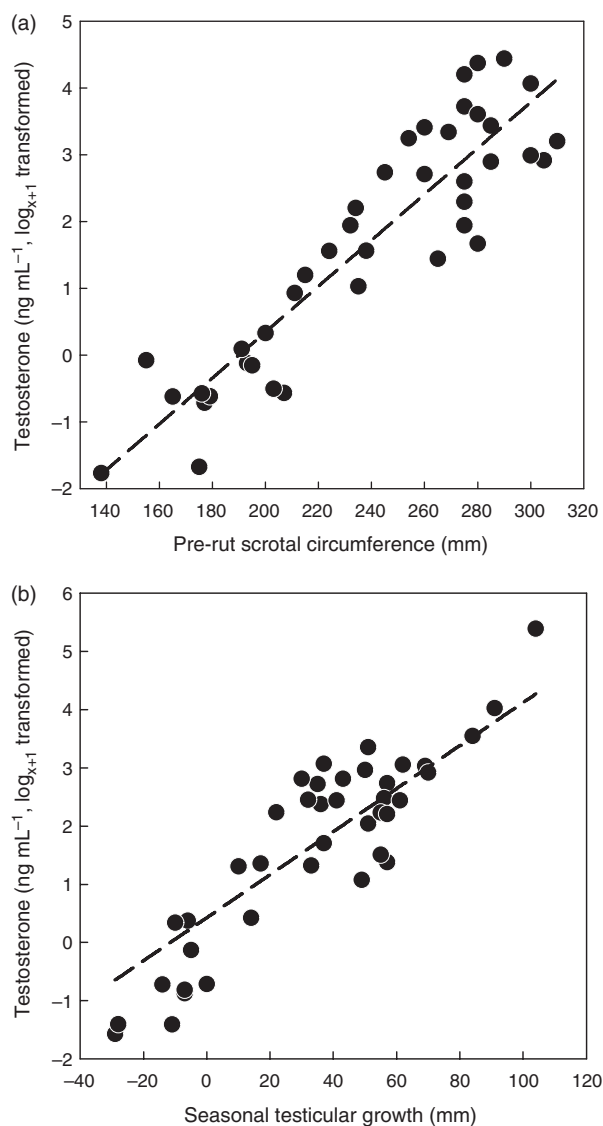 (a)
5
4
3
2
1
0
−1
−2
Testosterone (ng mL⁻¹, logₓ₊₁ transformed)
140 160 180 200 220 240 260 280 300 320
Pre-rut scrotal circumference (mm)
(b)
6
5
4
3
2
1
0
−1
−2
Testosterone (ng mL⁻¹, logₓ₊₁ transformed)
−40 −20 0 20 40 60 80 100 120
Seasonal testicular growth (mm)